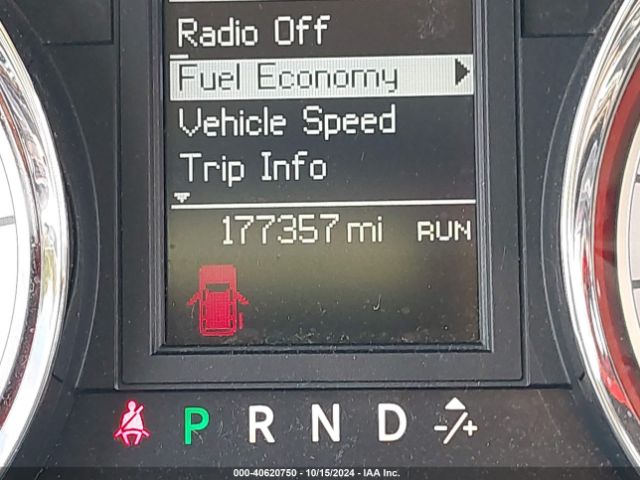 Radio Off
Fuel Economy
Vehicle Speed
Trip Info
177357 mi RUN
P R N D -/+
000-40620750 - 10/15/2024 - IAA Inc.